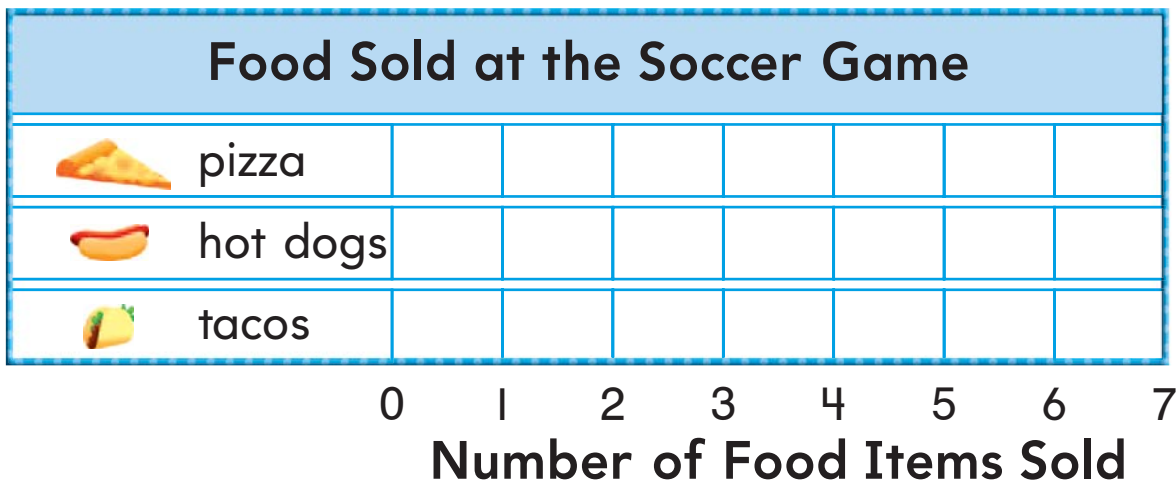 Food Sold at the Soccer Game
pizza
hot dogs
tacos
0 1 2 3 4 5 6 7
Number of Food Items Sold